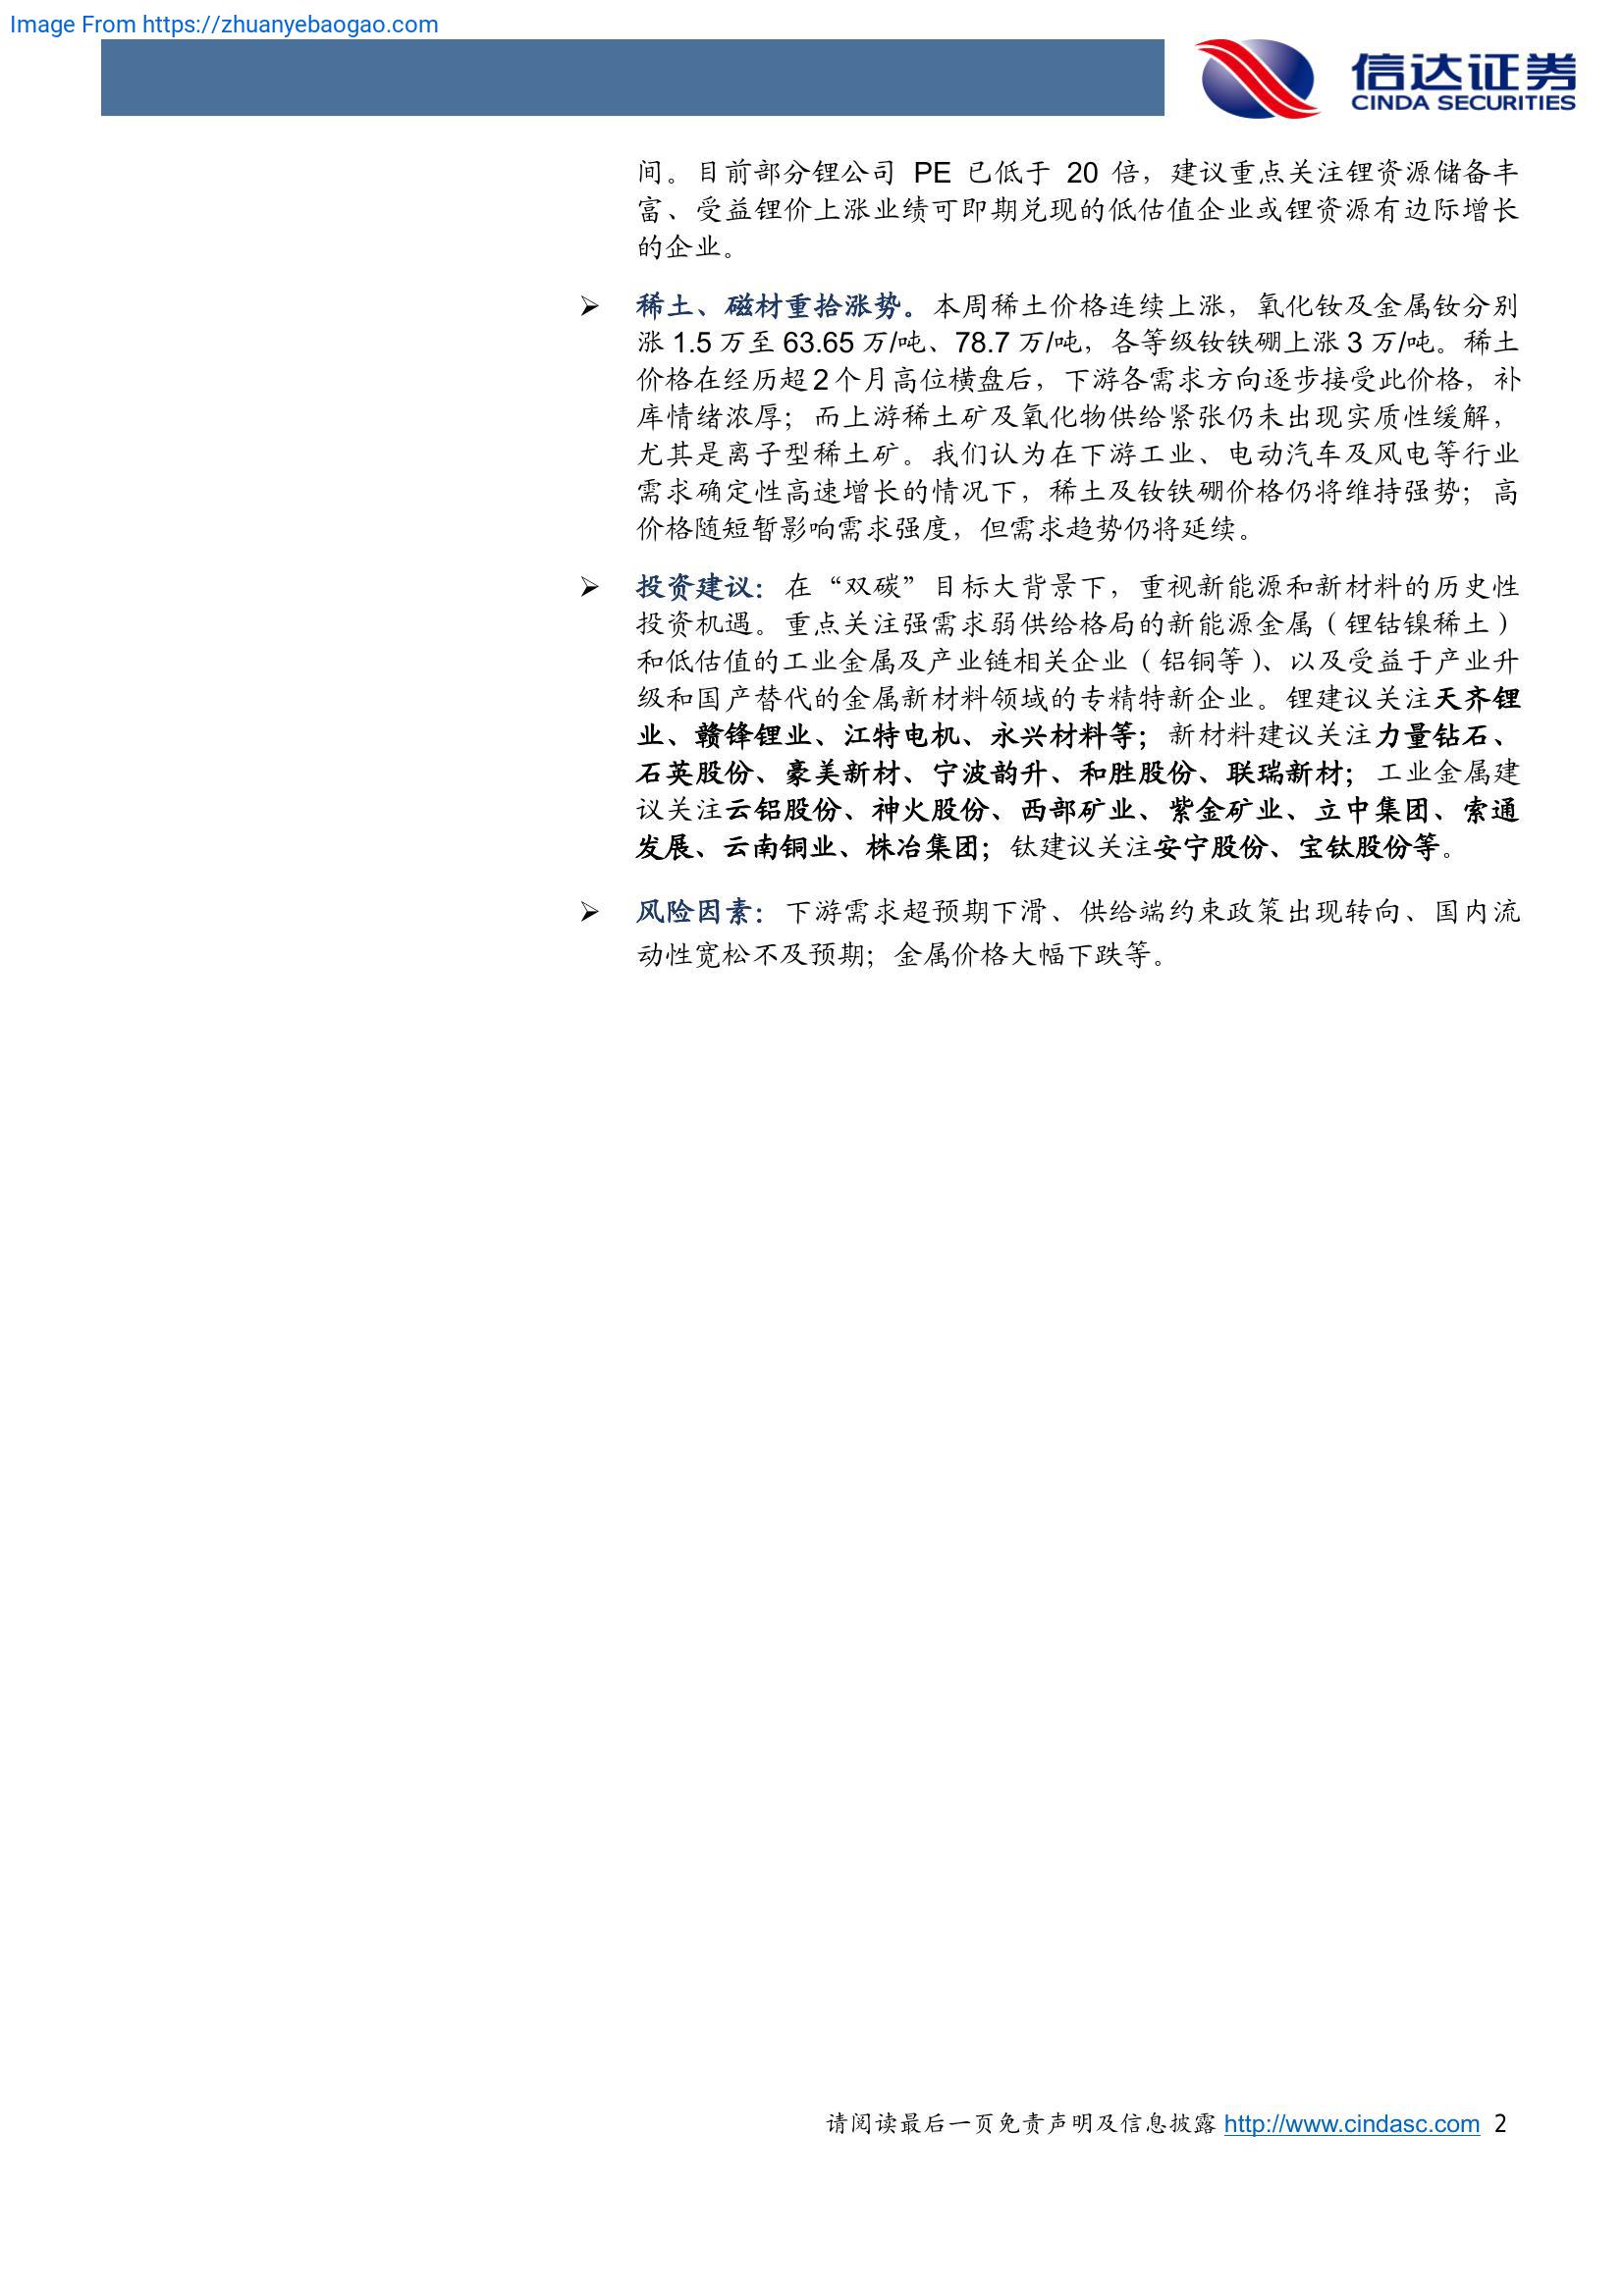 Image From https://zhuanyebaogao.com
信达证券
CINDA SECURITIES
间。目前部分锂公司 PE 已低于 20 倍，建议重点关注锂资源储备丰
富、受益锂价上涨业绩可即期兑现的低估值企业或锂资源有边际增长
的企业。
➢ 稀土、磁材重拾涨势。本周稀土价格连续上涨，氧化钕及金属钕分别
涨 1.5 万至 63.65 万/吨、78.7 万/吨，各等级钕铁硼上涨 3 万/吨。稀土
价格在经历超 2 个月高位横盘后，下游各需求方向逐步接受此价格，补
库情绪浓厚；而上游稀土矿及氧化物供给紧张仍未出现实质性缓解，
尤其是离子型稀土矿。我们认为在下游工业、电动汽车及风电等行业
需求确定性高速增长的情况下，稀土及钕铁硼价格仍将维持强势；高
价格随短暂影响需求强度，但需求趋势仍将延续。
➢ 投资建议：在“双碳”目标大背景下，重视新能源和新材料的历史性
投资机遇。重点关注强需求弱供给格局的新能源金属（锂钴镍稀土）
和低估值的工业金属及产业链相关企业（铝铜等）、以及受益于产业升
级和国产替代的金属新材料领域的专精特新企业。锂建议关注天齐锂
业、赣锋锂业、江特电机、永兴材料等；新材料建议关注力量钻石、
石英股份、豪美新材、宁波韵升、和胜股份、联瑞新材；工业金属建
议关注云铝股份、神火股份、西部矿业、紫金矿业、立中集团、索通
发展、云南铜业、株冶集团；钛建议关注安宁股份、宝钛股份等。
➢ 风险因素：下游需求超预期下滑、供给端约束政策出现转向、国内流
动性宽松不及预期；金属价格大幅下跌等。
请阅读最后一页免责声明及信息披露 http://www.cindasc.com 2